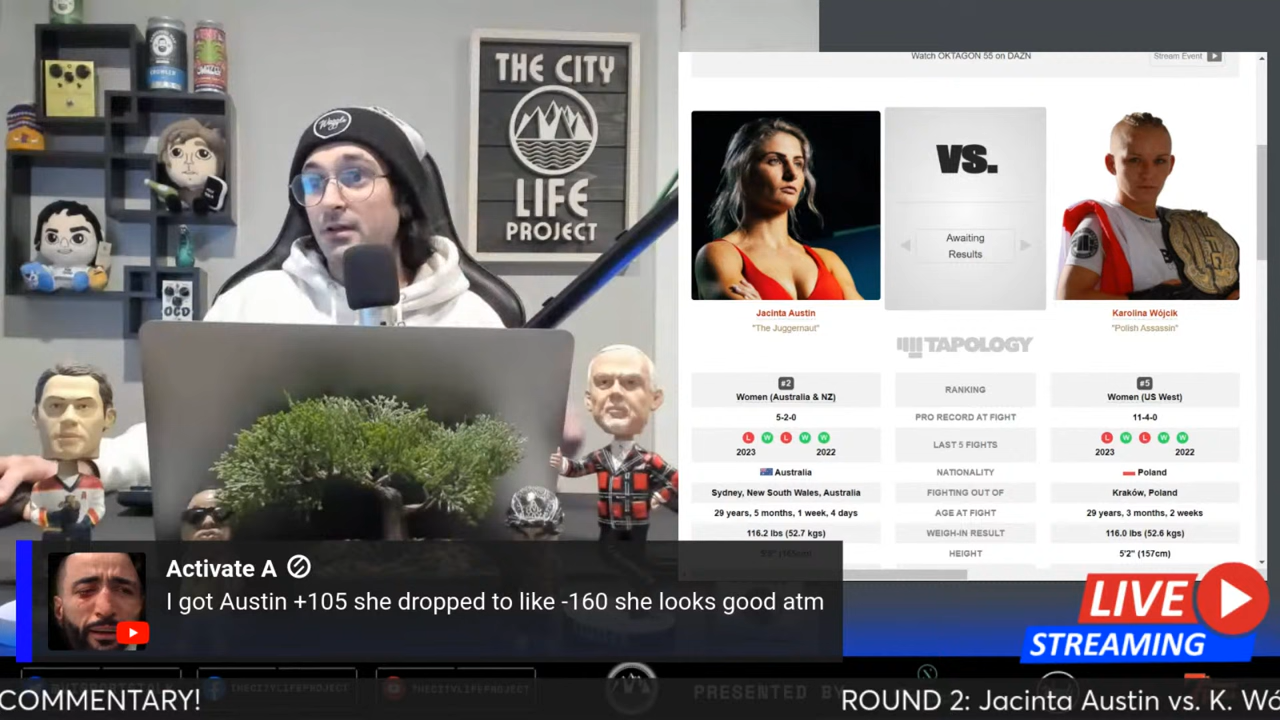 Watch OKTAGON 55 on DAZN
Stream Event
Waggle
THE CITY
LIFE
PROJECT
OCD
VS.
Awaiting
Results
Jacinta Austin
"The Juggernaut"
Karolina Wójcik
"Polish Assassin"
TAPOLOGY
#2
Women (Australia & NZ)
RANKING
#5
Women (US West)
5-2-0
PRO RECORD AT FIGHT
11-4-0
L W L W W
2023 2022
LAST 5 FIGHTS
L W L W W
2023 2022
Australia
NATIONALITY
Poland
Sydney, New South Wales, Australia
FIGHTING OUT OF
Kraków, Poland
29 years, 5 months, 1 week, 4 days
AGE AT FIGHT
29 years, 3 months, 2 weeks
116.2 lbs (52.7 kgs)
WEIGH-IN RESULT
116.0 lbs (52.6 kgs)
HEIGHT
5'2" (157cm)
Activate A
I got Austin +105 she dropped to like -160 she looks good atm
LIVE
STREAMING
THECITYLIFEPROJECT
THECITYLIFEPROJECT
PRESENTED BY
COMMENTARY!
ROUND 2: Jacinta Austin vs. K. Wó